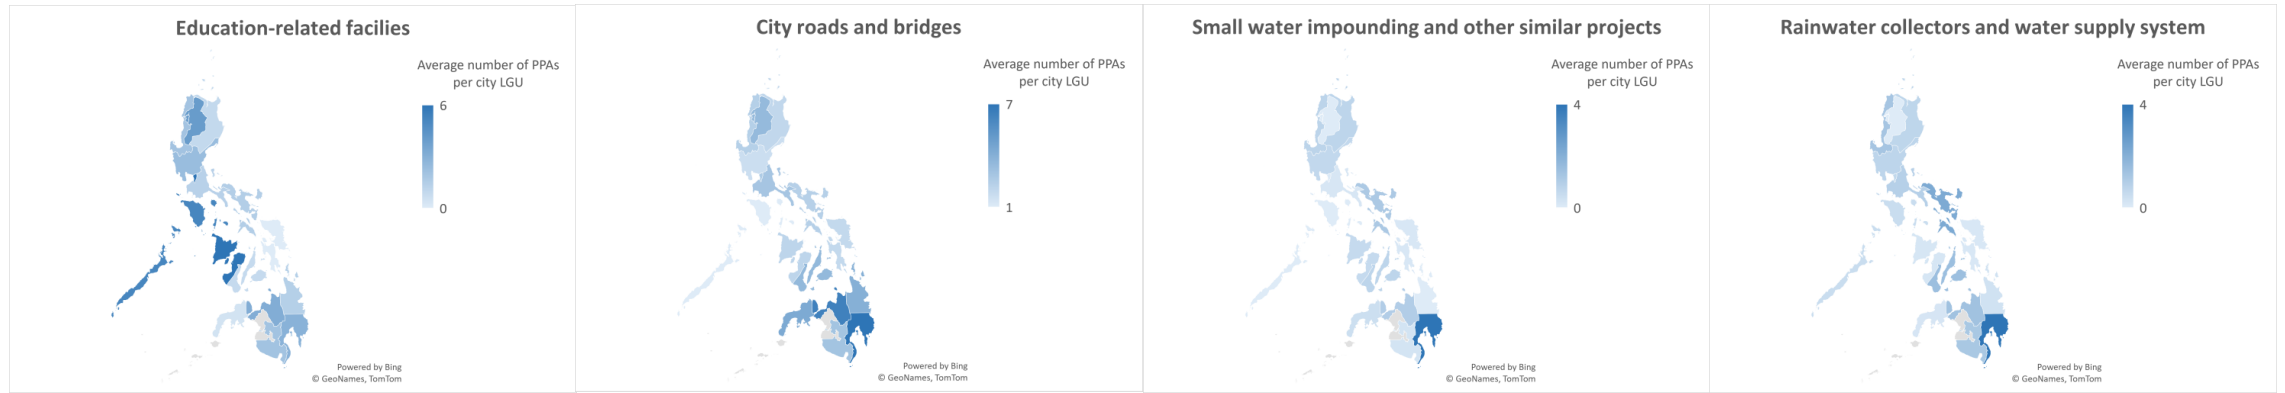 Education-related facilies
Average number of PPAs
per city LGU
6
0
Powered by Bing
© GeoNames, TomTom
City roads and bridges
Average number of PPAs
per city LGU
7
1
Powered by Bing
© GeoNames, TomTom
Small water impounding and other similar projects
Average number of PPAs
per city LGU
4
0
Powered by Bing
© GeoNames, TomTom
Rainwater collectors and water supply system
Average number of PPAs
per city LGU
4
0
Powered by Bing
© GeoNames, TomTom